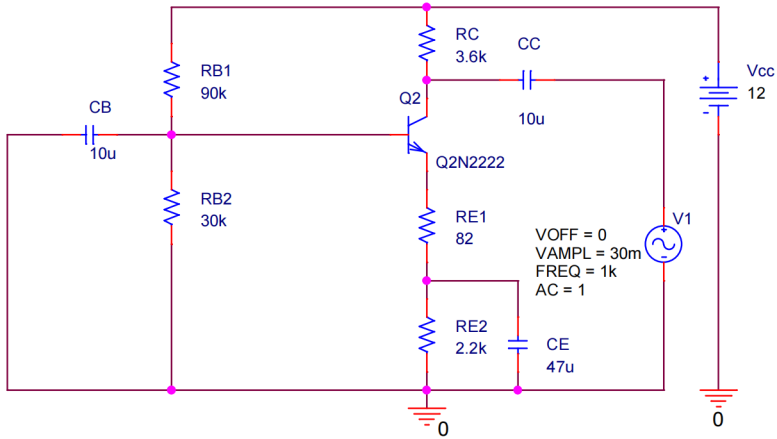 RC
3.6k
CC
10u
RB1
90k
CB
10u
Q2
Q2N2222
Vcc
12
+
-
RB2
30k
RE1
82
VOFF = 0
VAMPL = 30m
FREQ = 1k
AC = 1
V1
+
-
RE2
2.2k
CE
47u
0
0